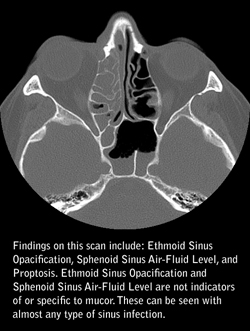 Findings on this scan include: Ethmoid Sinus
Opacification, Sphenoid Sinus Air-Fluid Level, and
Proptosis. Ethmoid Sinus Opacification and
Sphenoid Sinus Air-Fluid Level are not indicators
of or specific to mucor. These can be seen with
almost any type of sinus infection.